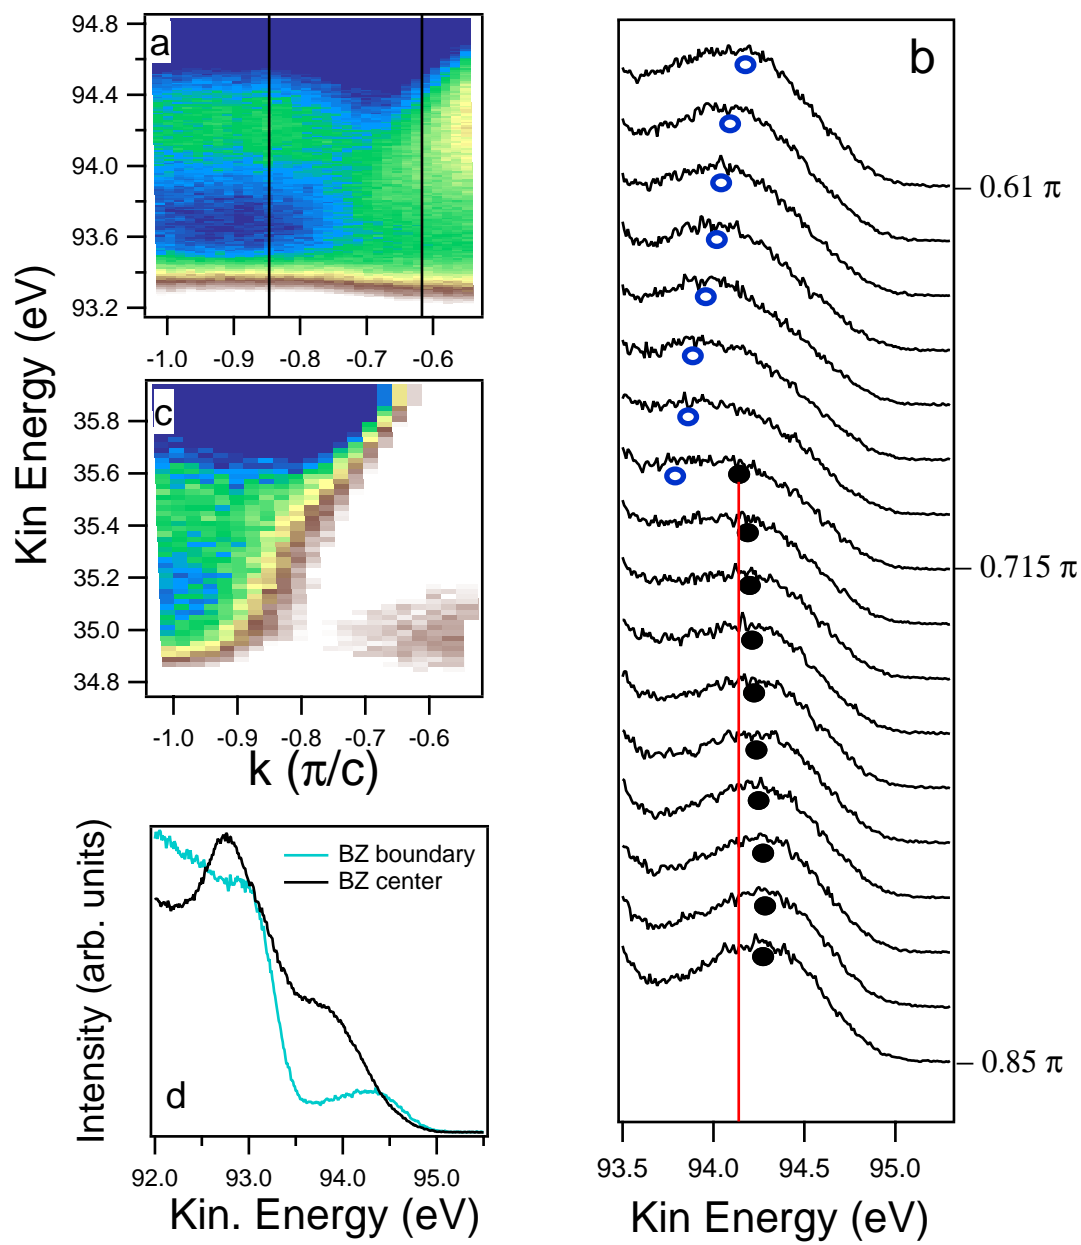 a
94.8
94.4
94.0
93.6
93.2
-1.0 -0.9 -0.8 -0.7 -0.6
Kin Energy (eV)
c
35.8
35.6
35.4
35.2
35.0
34.8
-1.0 -0.9 -0.8 -0.7 -0.6
k (π/c)
BZ boundary
BZ center
d
Intensity (arb. units)
92.0 93.0 94.0 95.0
Kin. Energy (eV)
b
0.61 π
0.715 π
0.85 π
93.5 94.0 94.5 95.0
Kin Energy (eV)